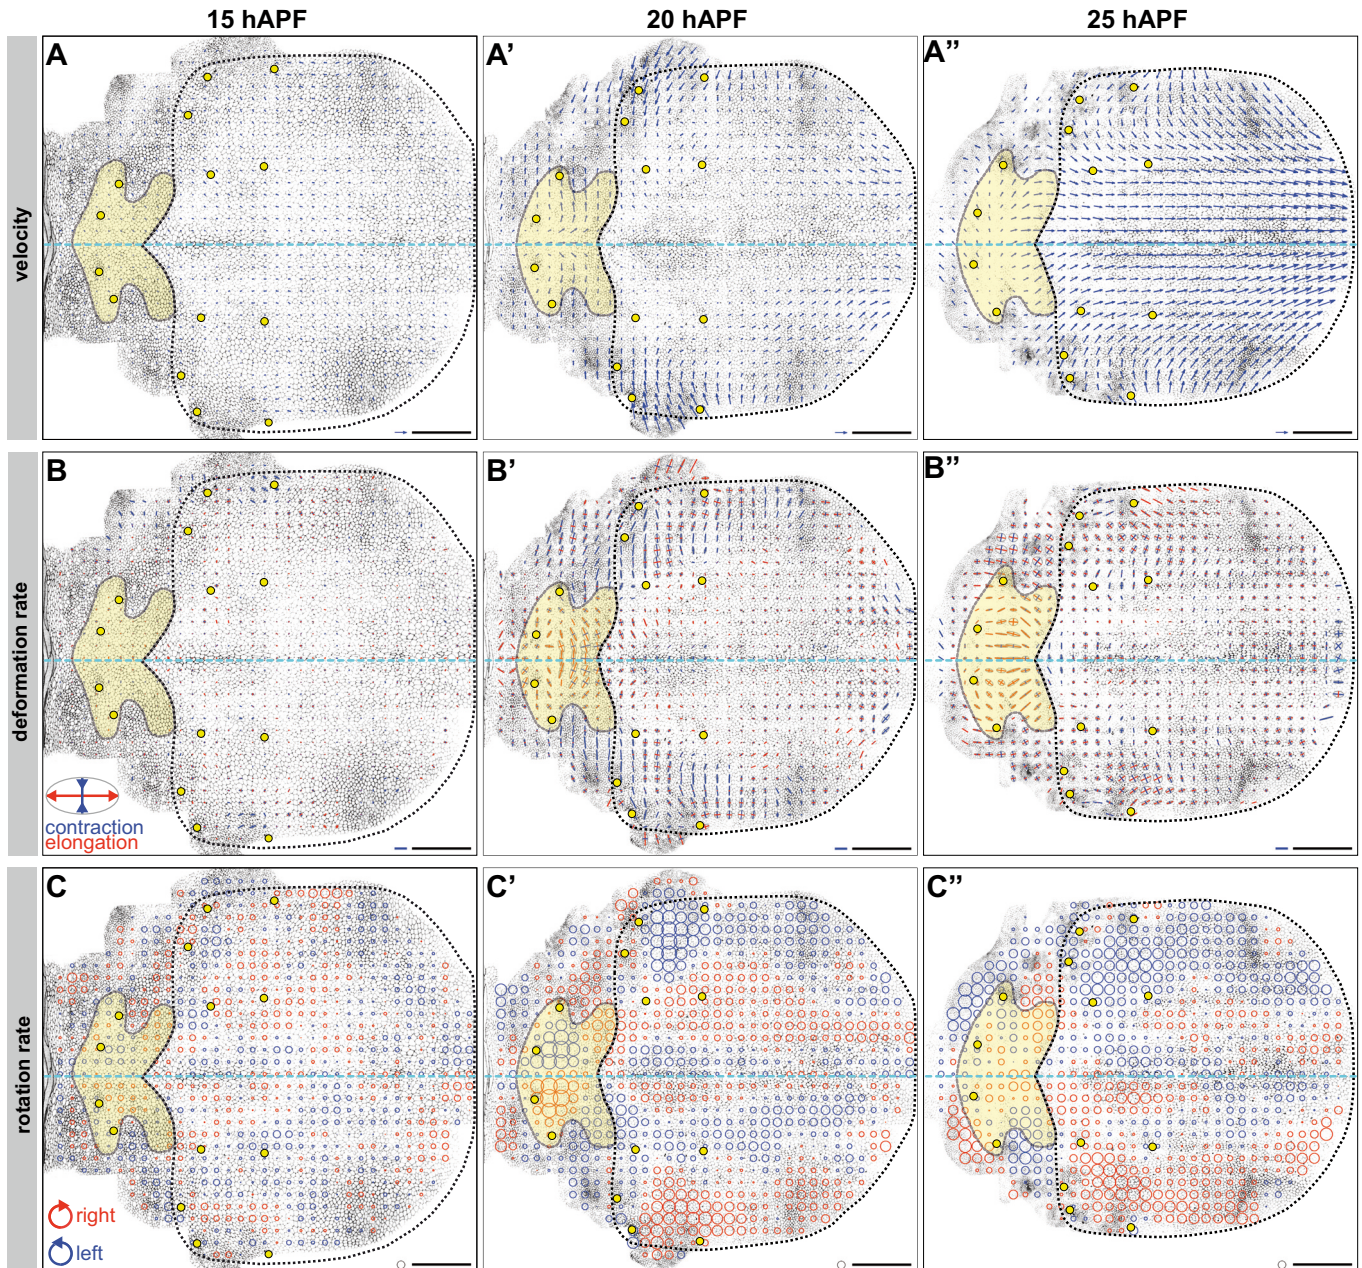 15 hAPF
20 hAPF
25 hAPF
velocity
A
A'
A''
deformation rate
B
B'
B''
contraction
elongation
rotation rate
C
C'
C''
right
left